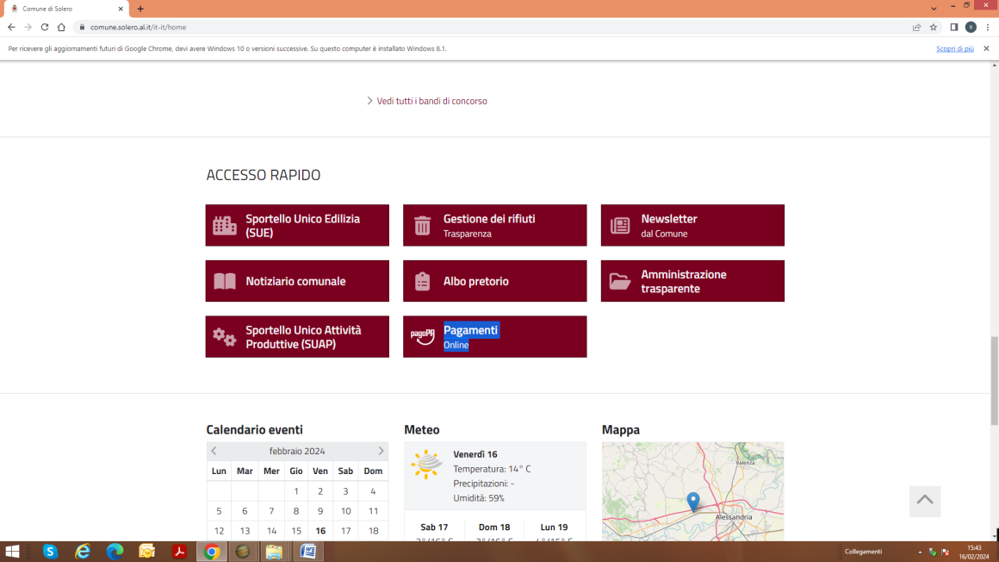 Comune di Solero
comune.solero.al.it/it-it/home
Per ricevere gli aggiornamenti futuri di Google Chrome, devi avere Windows 10 o versioni successive. Su questo computer è installato Windows 8.1.
Scopri di più
Vedi tutti i bandi di concorso
ACCESSO RAPIDO
Sportello Unico Edilizia
(SUE)
Gestione dei rifiuti
Trasparenza
Newsletter
dal Comune
Notiziario comunale
Albo pretorio
Amministrazione
trasparente
Sportello Unico Attività
Produttive (SUAP)
pagoPA
Pagamenti
Online
Calendario eventi
febbraio 2024
Lun Mar Mer Gio Ven Sab Dom
1 2 3 4
5 6 7 8 9 10 11
12 13 14 15 16 17 18
Meteo
Venerdì 16
Temperatura: 14° C
Precipitazioni: -
Umidità: 59%
Sab 17 Dom 18 Lun 19
Mappa
Valenza
Alessandria
Collegamenti
15:43
16/02/2024